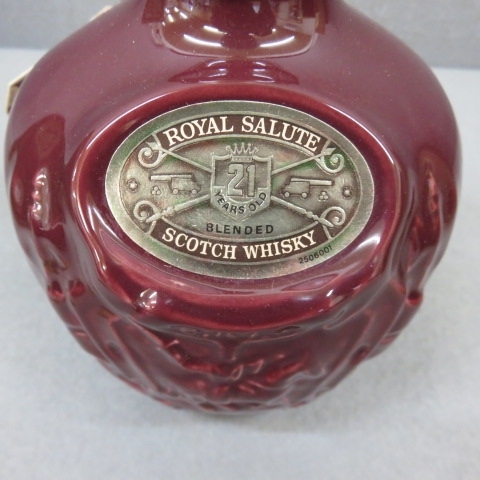 ROYAL SALUTE
21
YEARS OLD
BLENDED
SCOTCH WHISKY
2506001